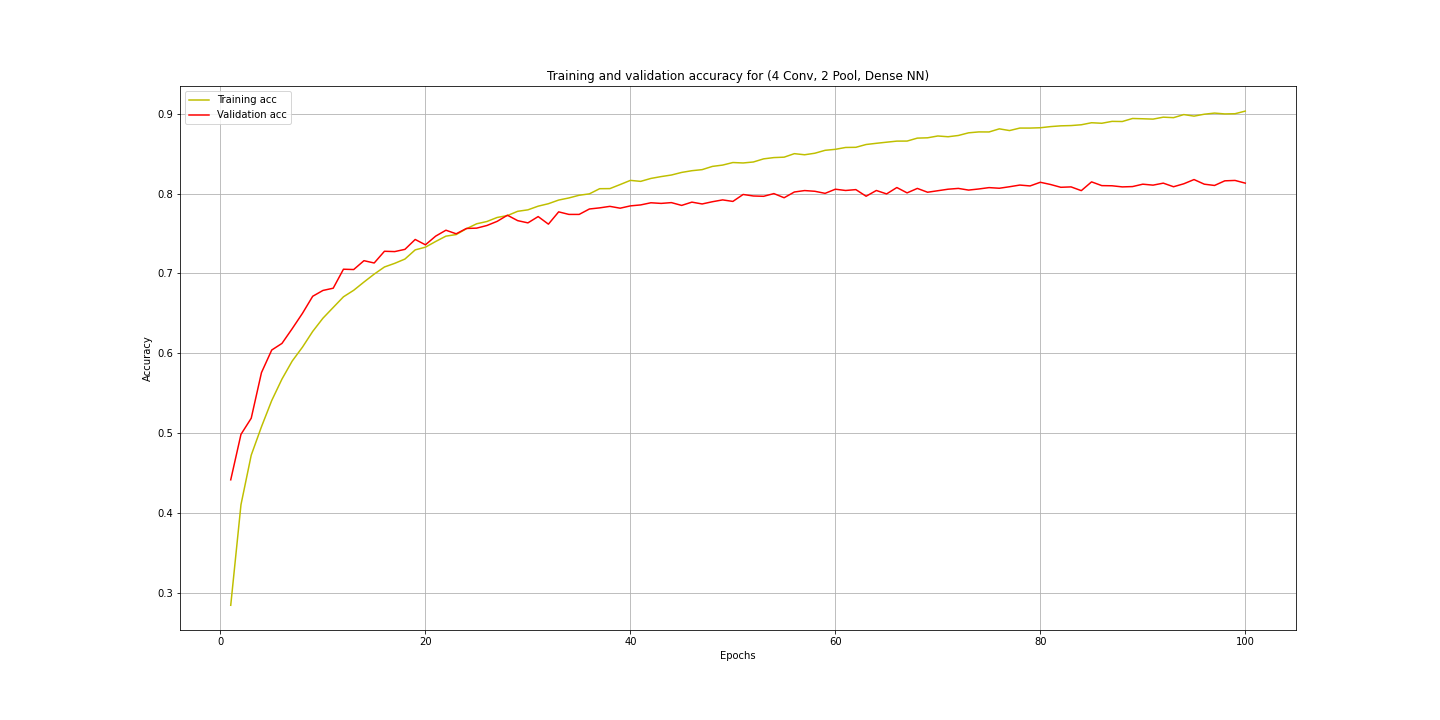 Training and validation accuracy for (4 Conv, 2 Pool, Dense NN)
Training acc
Validation acc
0.9
0.8
0.7
0.6
0.5
0.4
0.3
Accuracy
0 20 40 60 80 100
Epochs